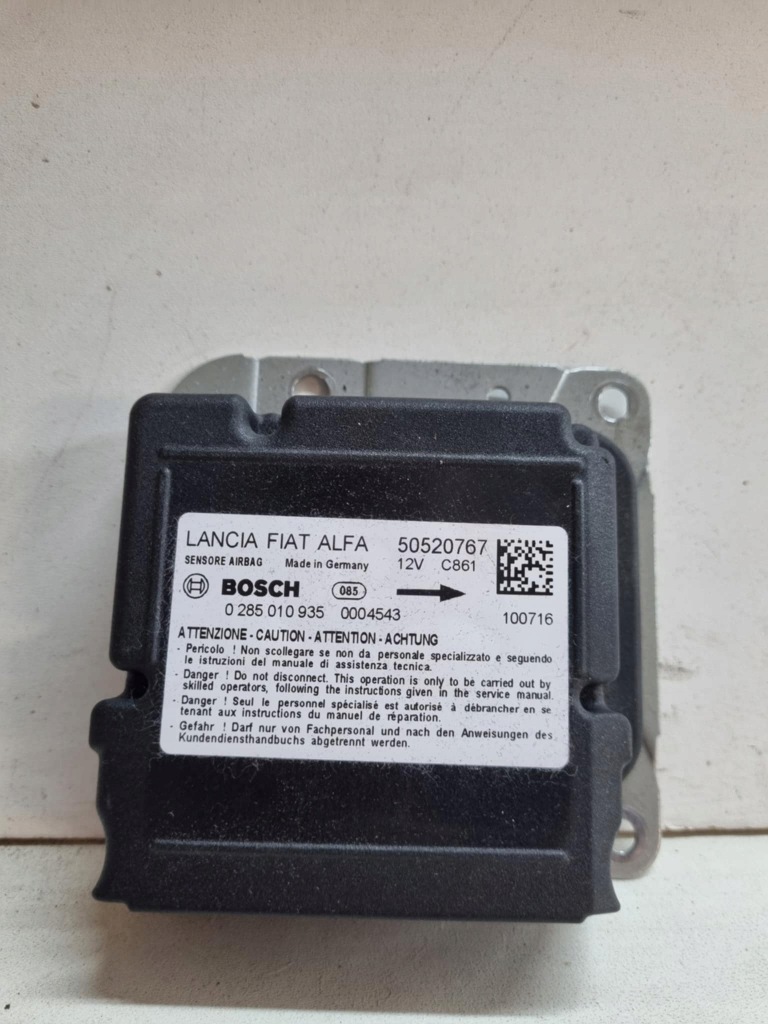 LANCIA FIAT ALFA 50520767
SENSORE AIRBAG Made in Germany 12V C861
BOSCH 085
0 285 010 935 0004543 100716
ATTENZIONE - CAUTION - ATTENTION - ACHTUNG
- Pericolo ! Non scollegare se non da personale specializzato e seguendo
le istruzioni del manuale di assistenza tecnica.
- Danger ! Do not disconnect. This operation is only to be carried out by
skilled operators, following the instructions given in the service manual.
- Danger ! Seul le personnel spécialisé est autorisé à débrancher en se
tenant aux instructions du manuel de réparation.
- Gefahr ! Darf nur von Fachpersonal und nach den Anweisungen des
Kundendiensthandbuchs abgetrennt werden.